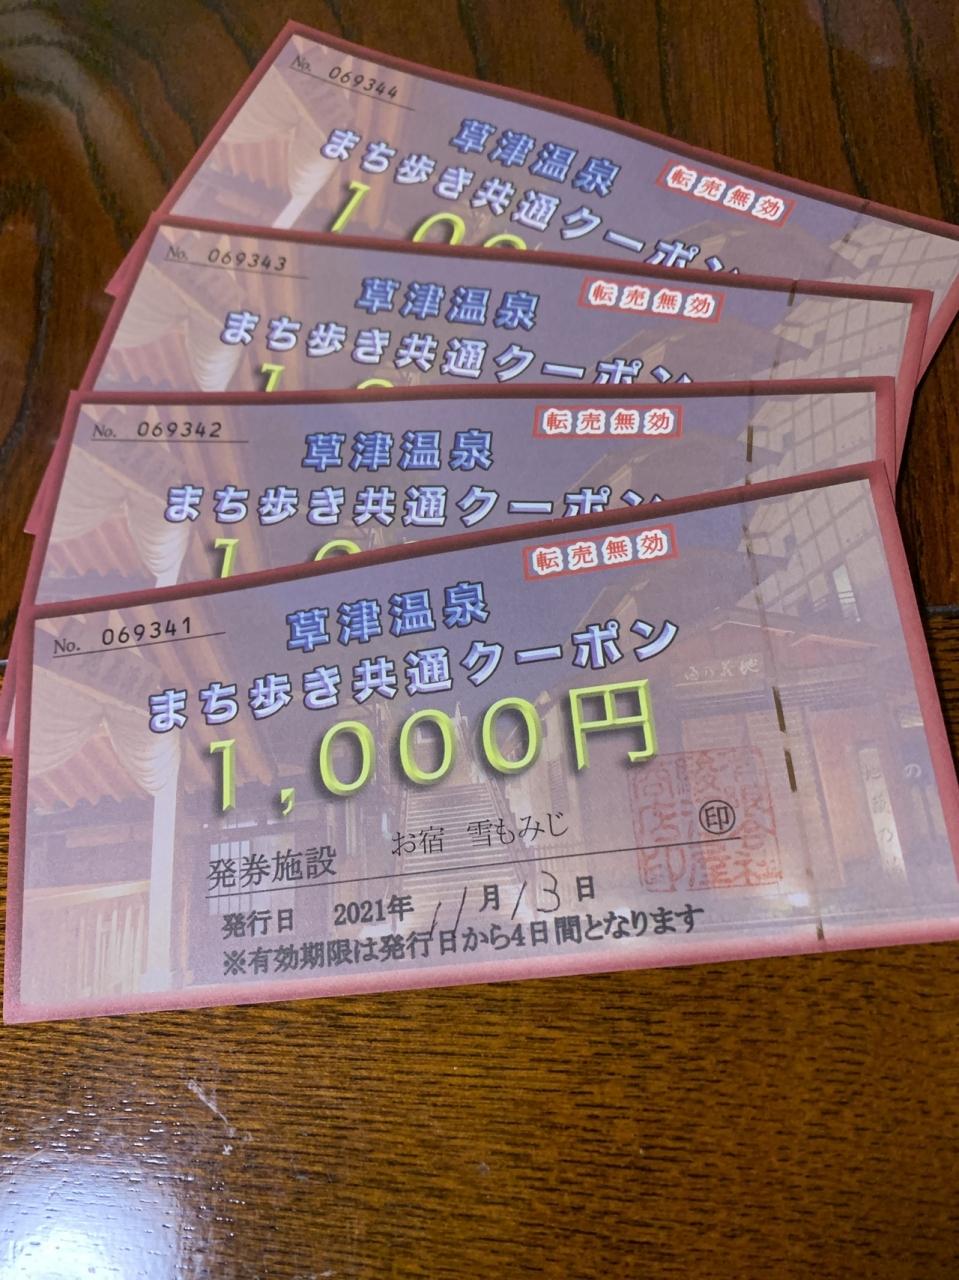 No. 069344
草津温泉
転売無効
まち歩き共通クーポン
1,00
No. 069343
草津温泉
転売無効
まち歩き共通クーポン
No. 069342
転売無効
草津温泉
まち歩き共通クーポン
No. 069341
転売無効
草津温泉
まち歩き共通クーポン
1,000円
発券施設 お宿 雪もみじ ㊞
発行日 2021年11月13日
※有効期限は発行日から4日間となります